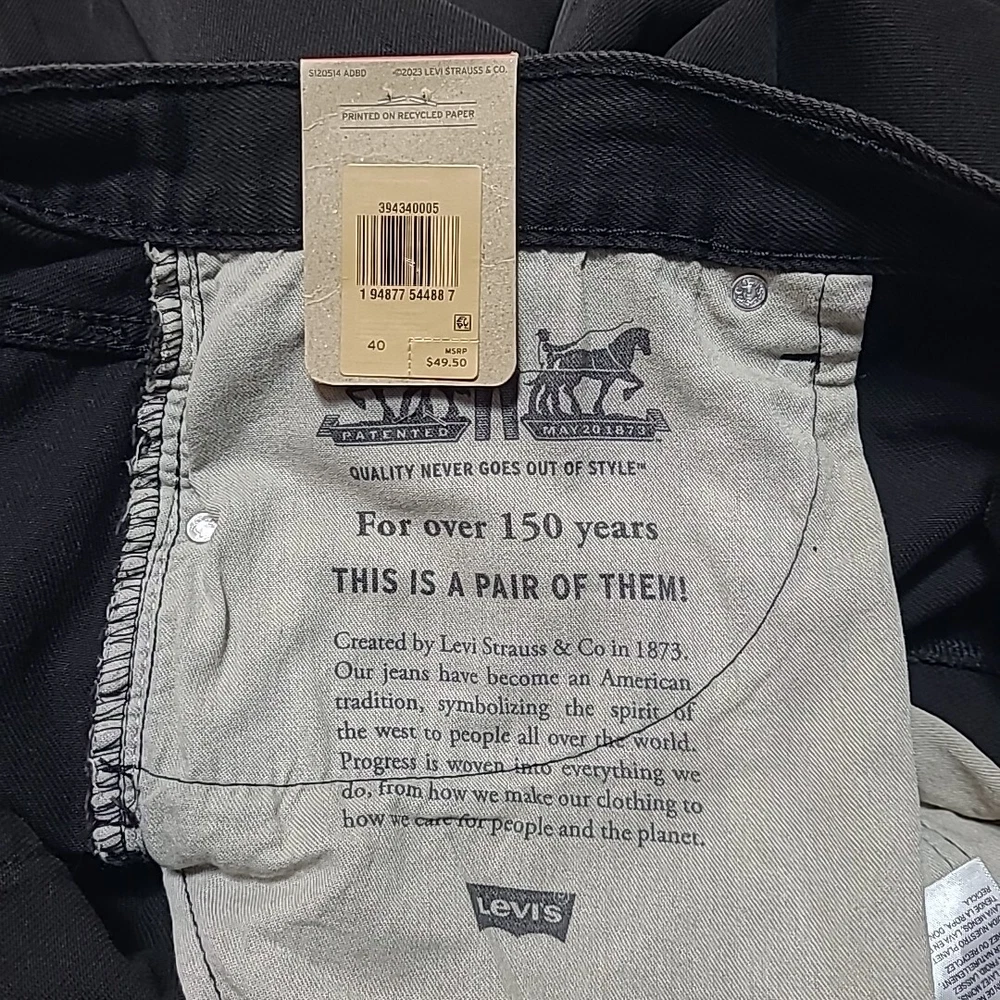 S120514 ADBD ©2023 LEVI STRAUSS & CO.
PRINTED ON RECYCLED PAPER
394340005
1 94877 54488 7
40
MSRP
$49.50
PATENTED MAY 20 1873
QUALITY NEVER GOES OUT OF STYLE™
For over 150 years
THIS IS A PAIR OF THEM!
Created by Levi Strauss & Co in 1873.
Our jeans have become an American
tradition, symbolizing the spirit of
the west to people all over the world.
Progress is woven into everything we
do, from how we make our clothing to
how we care for people and the planet.
LEVI'S
RECICLA.